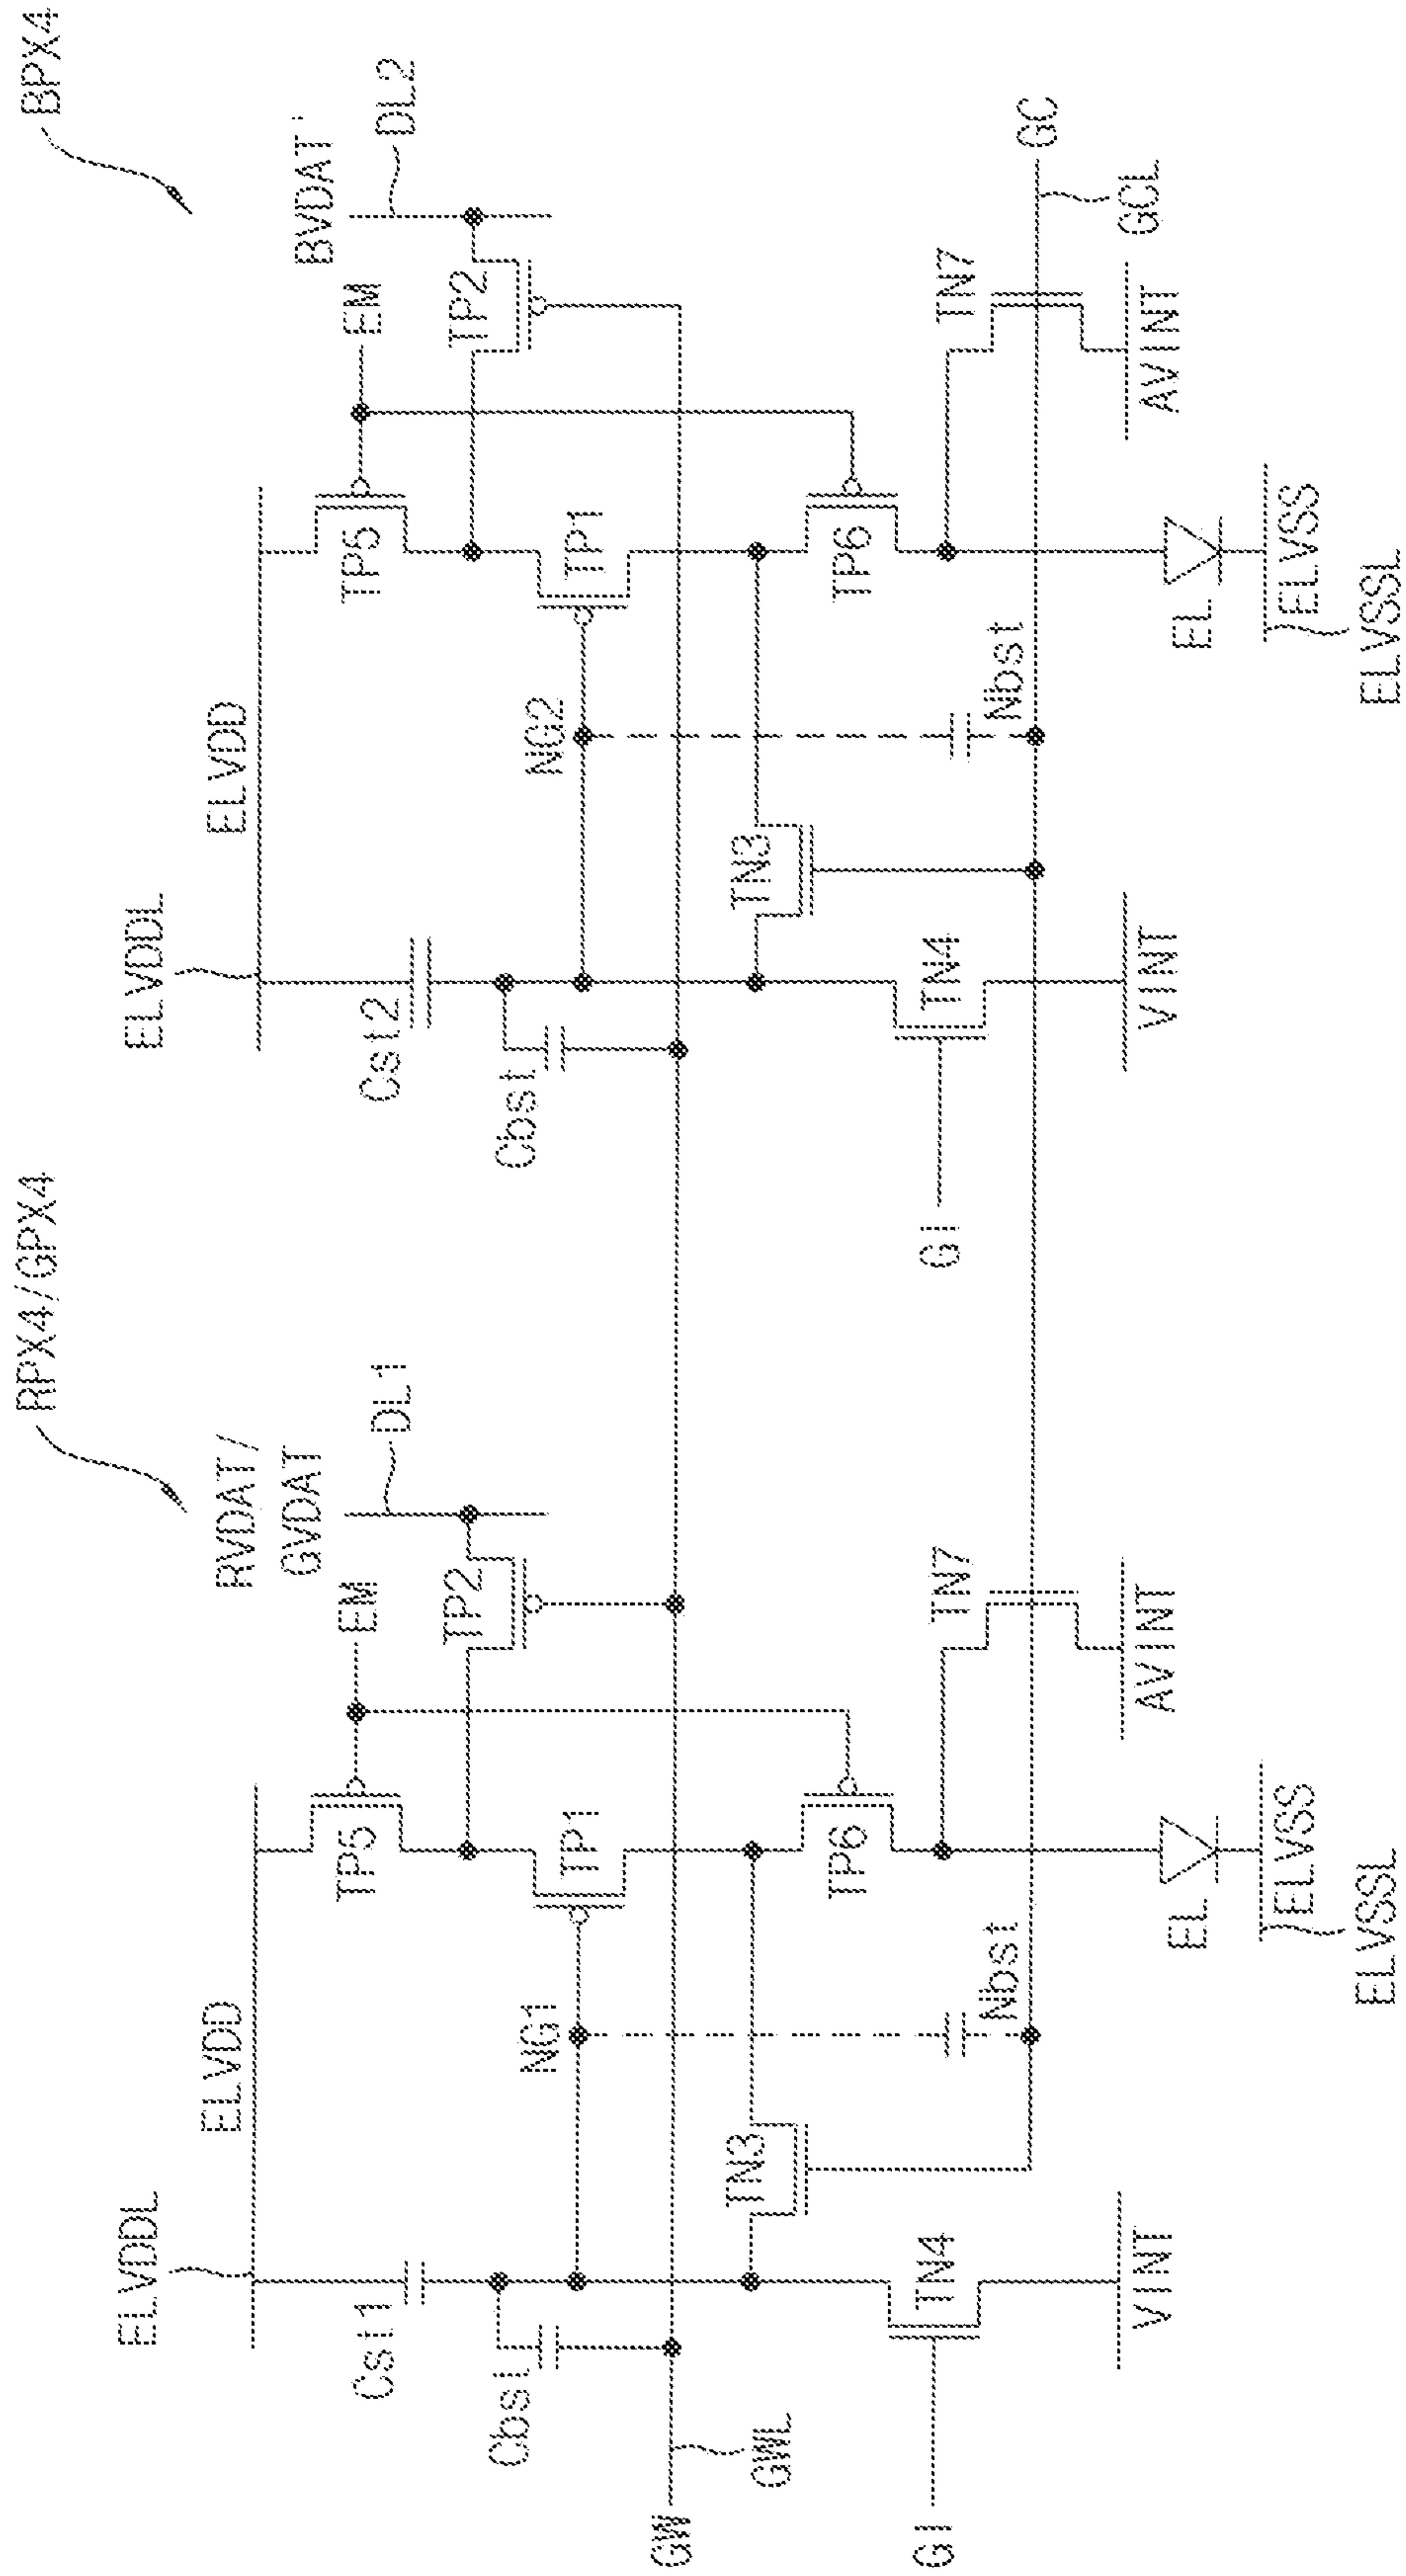 RPX4/GPX4
BPX4
RVDAT/
GVDAT
BVDAT'
ELVDDL
ELVDD
EM
DL1
ELVDDL
ELVDD
EM
DL2
Cst1
TP5
TP2
Cst2
TP5
TP2
Cbst
NG1
TP1
Cbst
NG2
TP1
GW
GWL
TN3
TP6
TN3
TP6
GI
TN4
Nbst
TN7
GI
TN4
Nbst
TN7
GC
GCL
VINT
EL
AVINT
VINT
EL
AVINT
ELVSS
ELVSSL
ELVSS
ELVSSL